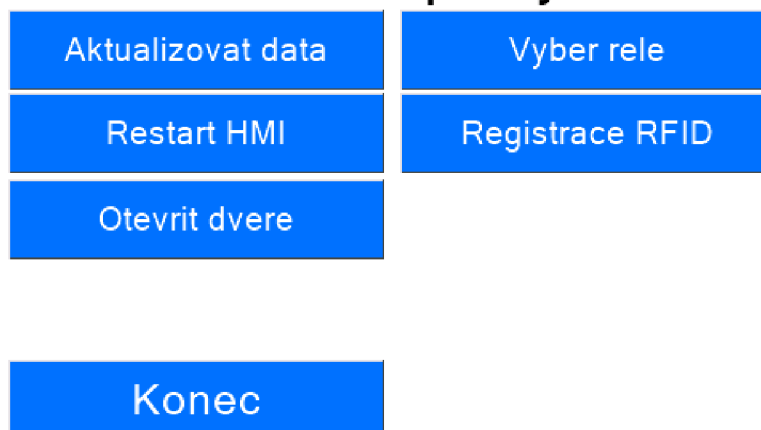 Aktualizovat data
Vyber rele
Restart HMI
Registrace RFID
Otevrit dvere
Konec